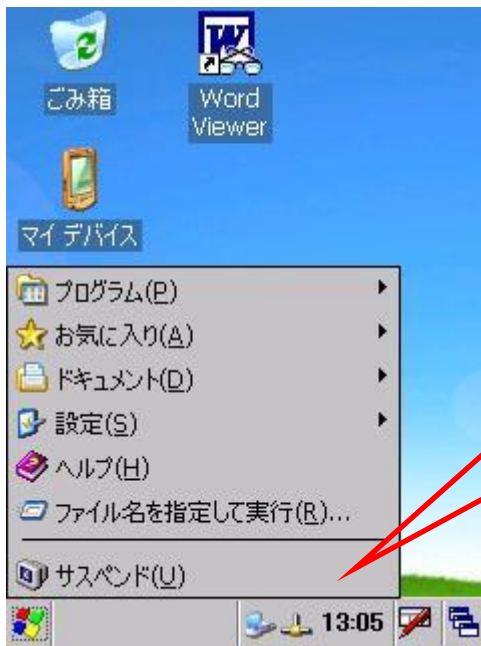 ごみ箱
Word
Viewer
マイ デバイス
プログラム(P)
お気に入り(A)
ドキュメント(D)
設定(S)
ヘルプ(H)
ファイル名を指定して実行(R)...
サスペンド(U)
13:05